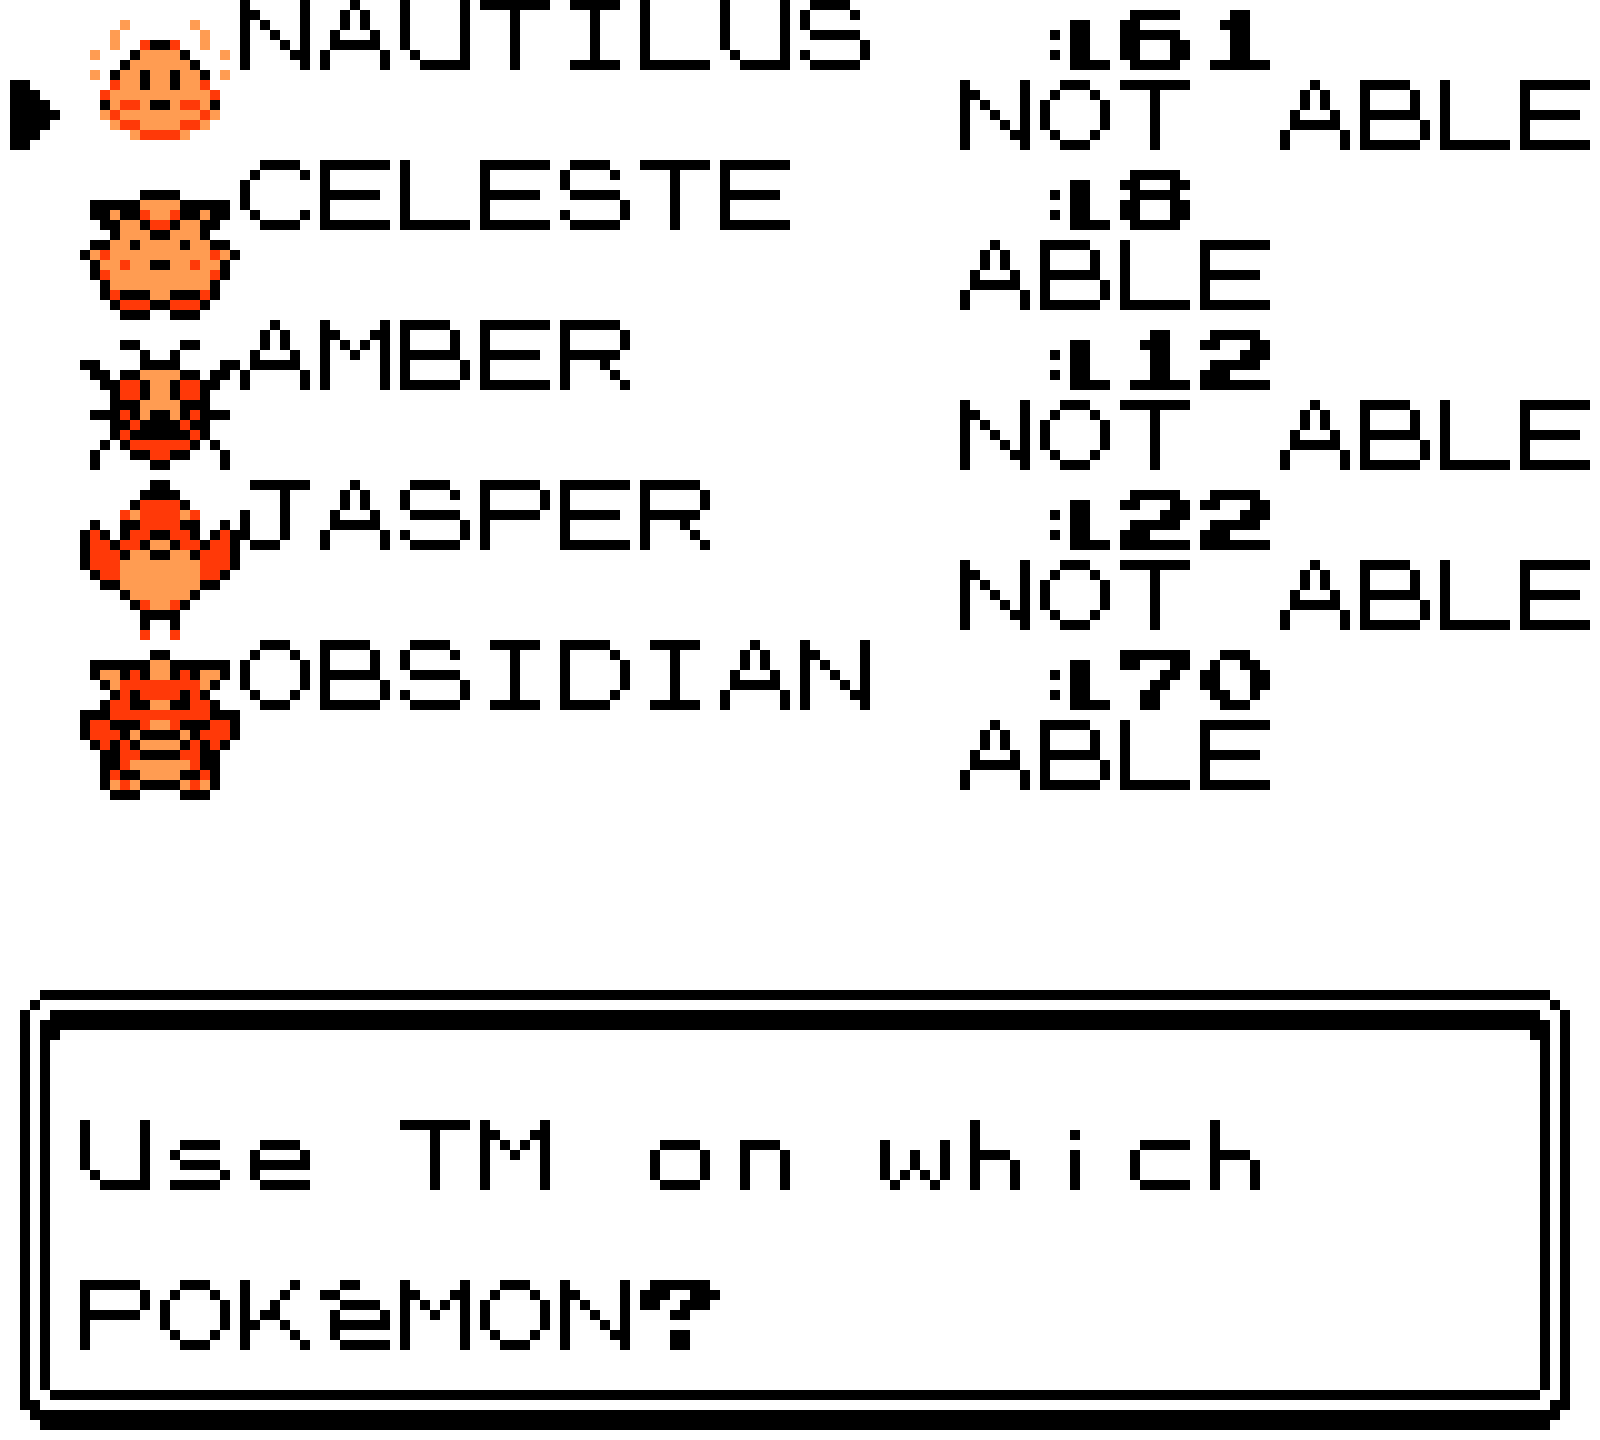 NAUTILUS :L61
NOT ABLE
CELESTE :L8
ABLE
AMBER :L12
NOT ABLE
JASPER :L22
NOT ABLE
OBSIDIAN :L70
ABLE
Use TM on which
POKéMON?